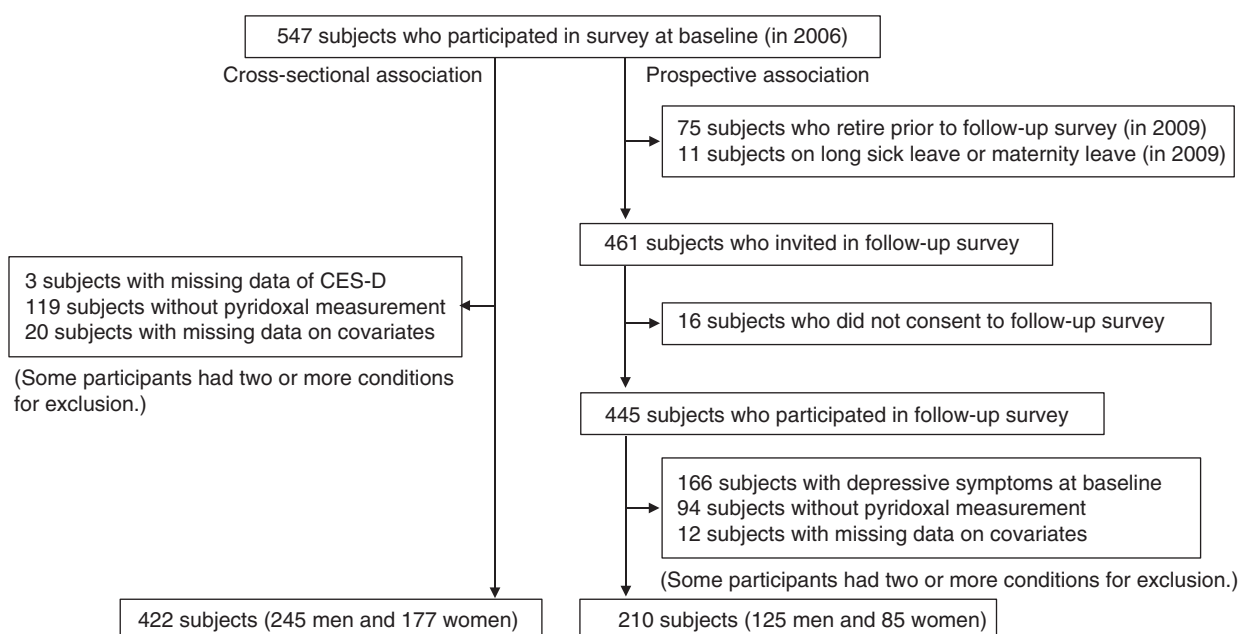 547 subjects who participated in survey at baseline (in 2006)
Cross-sectional association
Prospective association
75 subjects who retire prior to follow-up survey (in 2009)
11 subjects on long sick leave or maternity leave (in 2009)
461 subjects who invited in follow-up survey
3 subjects with missing data of CES-D
119 subjects without pyridoxal measurement
20 subjects with missing data on covariates
(Some participants had two or more conditions
for exclusion.)
16 subjects who did not consent to follow-up survey
445 subjects who participated in follow-up survey
166 subjects with depressive symptoms at baseline
94 subjects without pyridoxal measurement
12 subjects with missing data on covariates
(Some participants had two or more conditions for exclusion.)
422 subjects (245 men and 177 women)
210 subjects (125 men and 85 women)